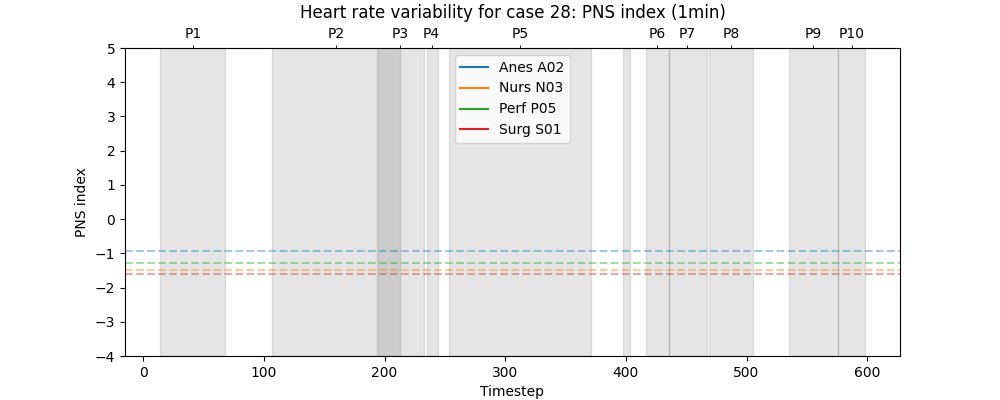 Heart rate variability for case 28: PNS index (1min)
P1 P2 P3 P4 P5 P6 P7 P8 P9 P10
Anes A02
Nurs N03
Perf P05
Surg S01
PNS index
5
4
3
2
1
0
−1
−2
−3
−4
0 100 200 300 400 500 600
Timestep